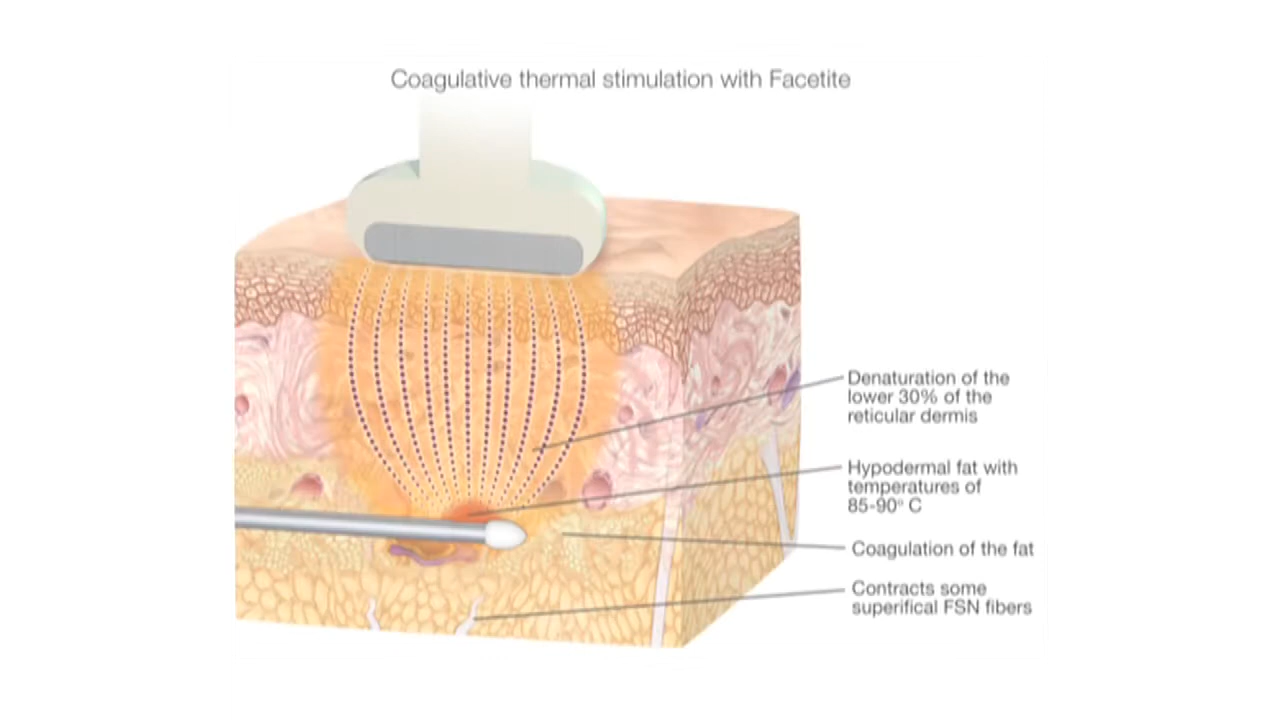 Coagulative thermal stimulation with Facetite
Denaturation of the
lower 30% of the
reticular dermis
Hypodermal fat with
temperatures of
85-90° C
Coagulation of the fat
Contracts some
superifical FSN fibers